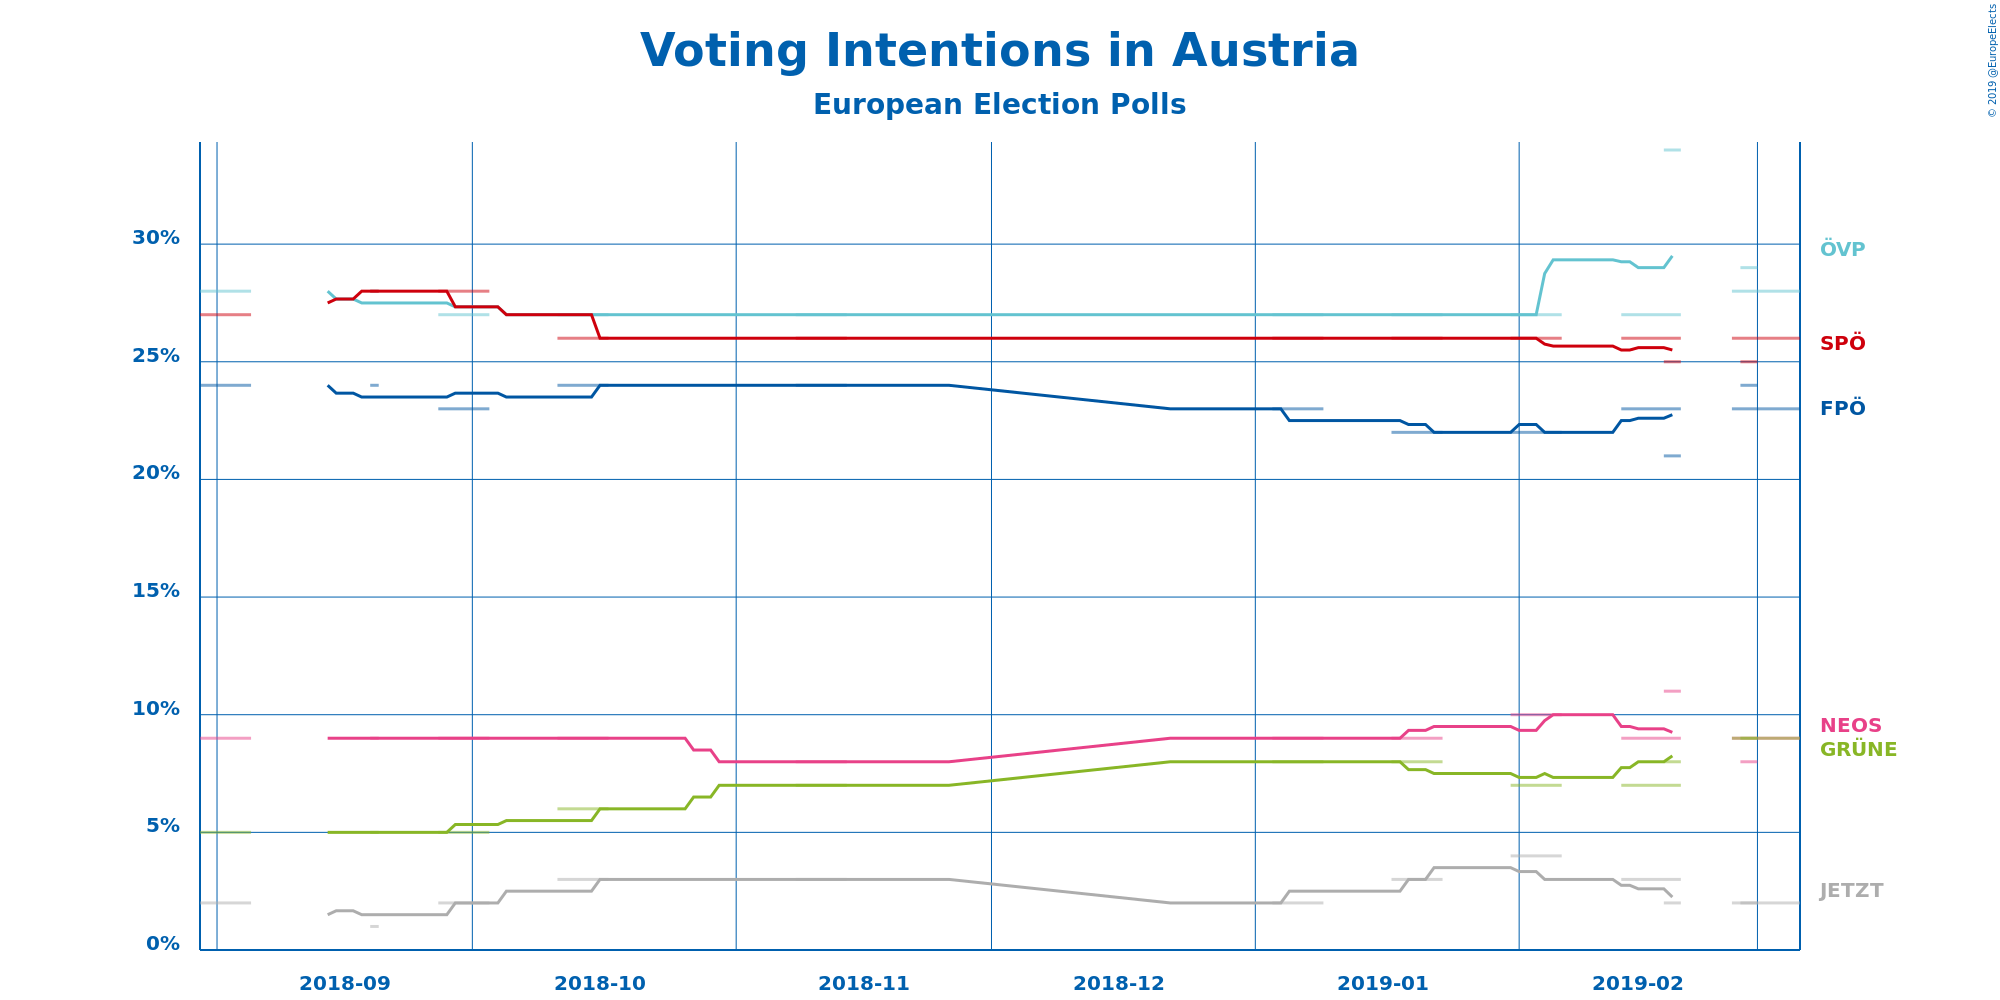 Voting Intentions in Austria
European Election Polls
© 2019 @EuropeElects
30%
25%
20%
15%
10%
5%
0%
ÖVP
SPÖ
FPÖ
NEOS
GRÜNE
JETZT
2018-09
2018-10
2018-11
2018-12
2019-01
2019-02